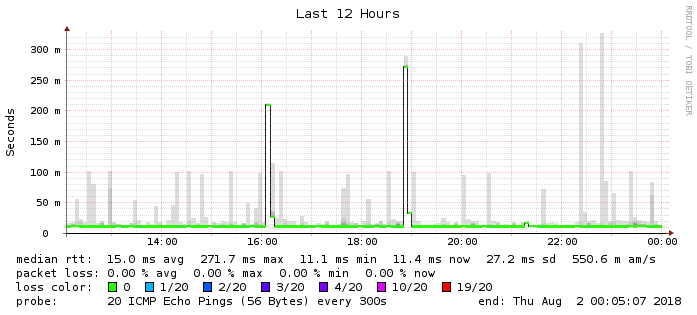 Last 12 Hours
RRDTOOL / TOBI OETIKER
Seconds
300 m
250 m
200 m
150 m
100 m
50 m
0
14:00 16:00 18:00 20:00 22:00 00:00
median rtt: 15.0 ms avg 271.7 ms max 11.1 ms min 11.4 ms now 27.2 ms sd 550.6 m am/s
packet loss: 0.00 % avg 0.00 % max 0.00 % min 0.00 % now
loss color: 0 1/20 2/20 3/20 4/20 10/20 19/20
probe: 20 ICMP Echo Pings (56 Bytes) every 300s end: Thu Aug 2 00:05:07 2018